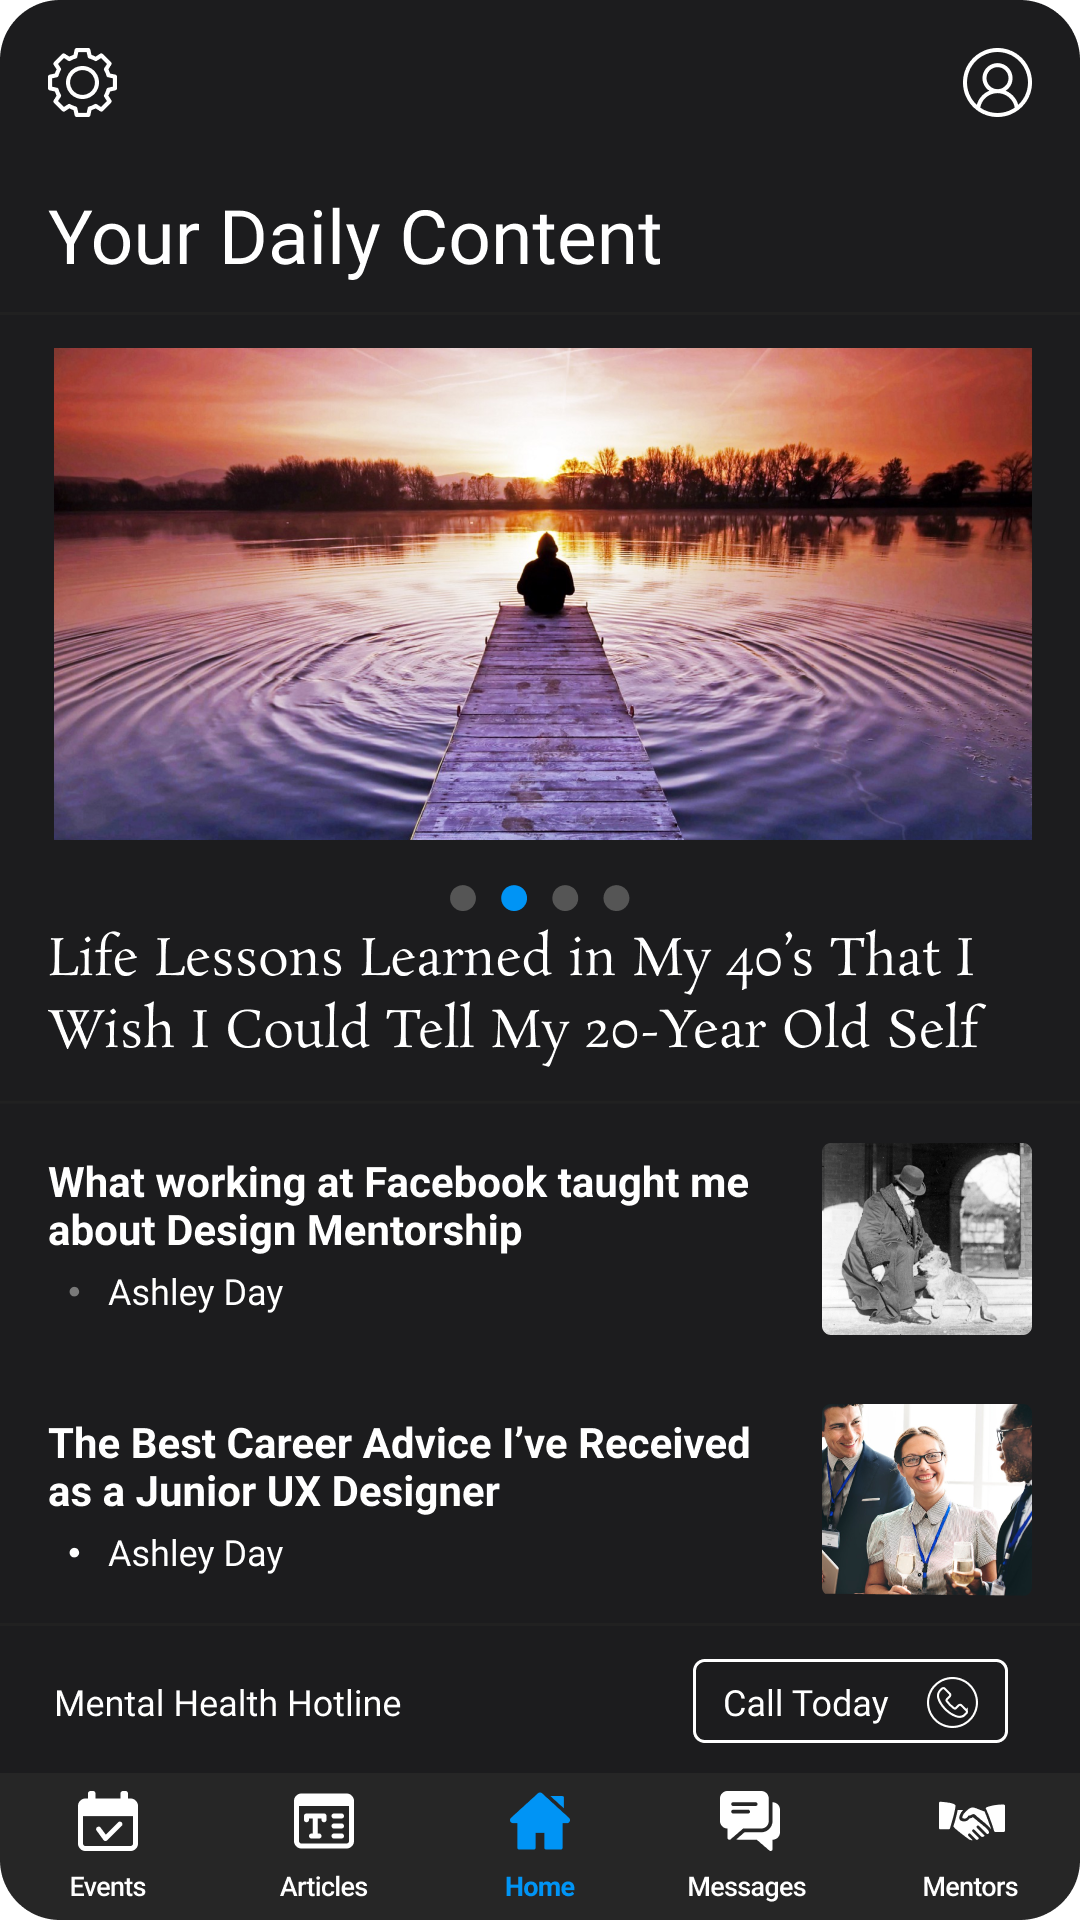 Your Daily Content
Life Lessons Learned in My 40’s That I
Wish I Could Tell My 20-Year Old Self
What working at Facebook taught me
about Design Mentorship
• Ashley Day
The Best Career Advice I’ve Received
as a Junior UX Designer
• Ashley Day
Mental Health Hotline
Call Today
Events
Articles
Home
Messages
Mentors